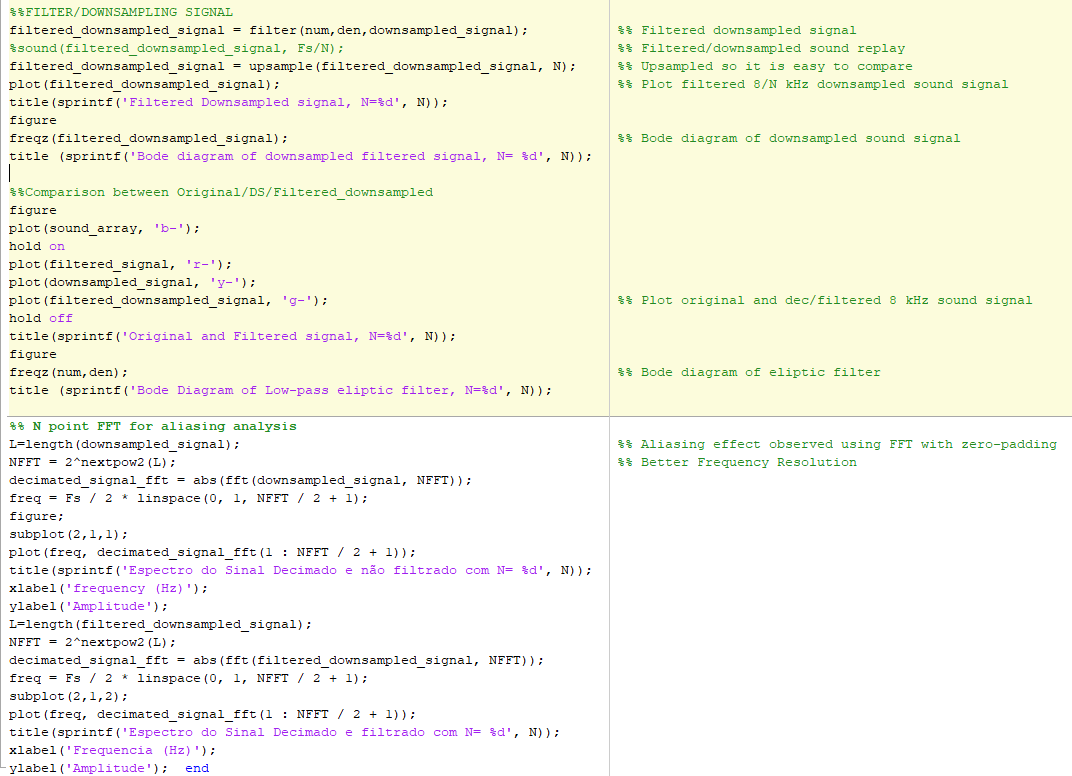 %%FILTER/DOWNSAMPLING SIGNAL
filtered_downsampled_signal = filter(num,den,downsampled_signal); %% Filtered downsampled signal
%sound(filtered_downsampled_signal, Fs/N); %% Filtered/downsampled sound replay
filtered_downsampled_signal = upsample(filtered_downsampled_signal, N); %% Upsampled so it is easy to compare
plot(filtered_downsampled_signal); %% Plot filtered 8/N kHz downsampled sound signal
title(sprintf('Filtered Downsampled signal, N=%d', N));
figure
freqz(filtered_downsampled_signal); %% Bode diagram of downsampled sound signal
title (sprintf('Bode diagram of downsampled filtered signal, N= %d', N));
%%Comparison between Original/DS/Filtered_downsampled
figure
plot(sound_array, 'b-');
hold on
plot(filtered_signal, 'r-');
plot(downsampled_signal, 'y-');
plot(filtered_downsampled_signal, 'g-'); %% Plot original and dec/filtered 8 kHz sound signal
hold off
title(sprintf('Original and Filtered signal, N=%d', N));
figure
freqz(num,den); %% Bode diagram of eliptic filter
title (sprintf('Bode Diagram of Low-pass eliptic filter, N=%d', N));
%% N point FFT for aliasing analysis
L=length(downsampled_signal); %% Aliasing effect observed using FFT with zero-padding
NFFT = 2^nextpow2(L); %% Better Frequency Resolution
decimated_signal_fft = abs(fft(downsampled_signal, NFFT));
freq = Fs / 2 * linspace(0, 1, NFFT / 2 + 1);
figure;
subplot(2,1,1);
plot(freq, decimated_signal_fft(1 : NFFT / 2 + 1));
title(sprintf('Espectro do Sinal Decimado e não filtrado com N= %d', N));
xlabel('frequency (Hz)');
ylabel('Amplitude');
L=length(filtered_downsampled_signal);
NFFT = 2^nextpow2(L);
decimated_signal_fft = abs(fft(filtered_downsampled_signal, NFFT));
freq = Fs / 2 * linspace(0, 1, NFFT / 2 + 1);
subplot(2,1,2);
plot(freq, decimated_signal_fft(1 : NFFT / 2 + 1));
title(sprintf('Espectro do Sinal Decimado e filtrado com N= %d', N));
xlabel('Frequencia (Hz)');
ylabel('Amplitude'); end